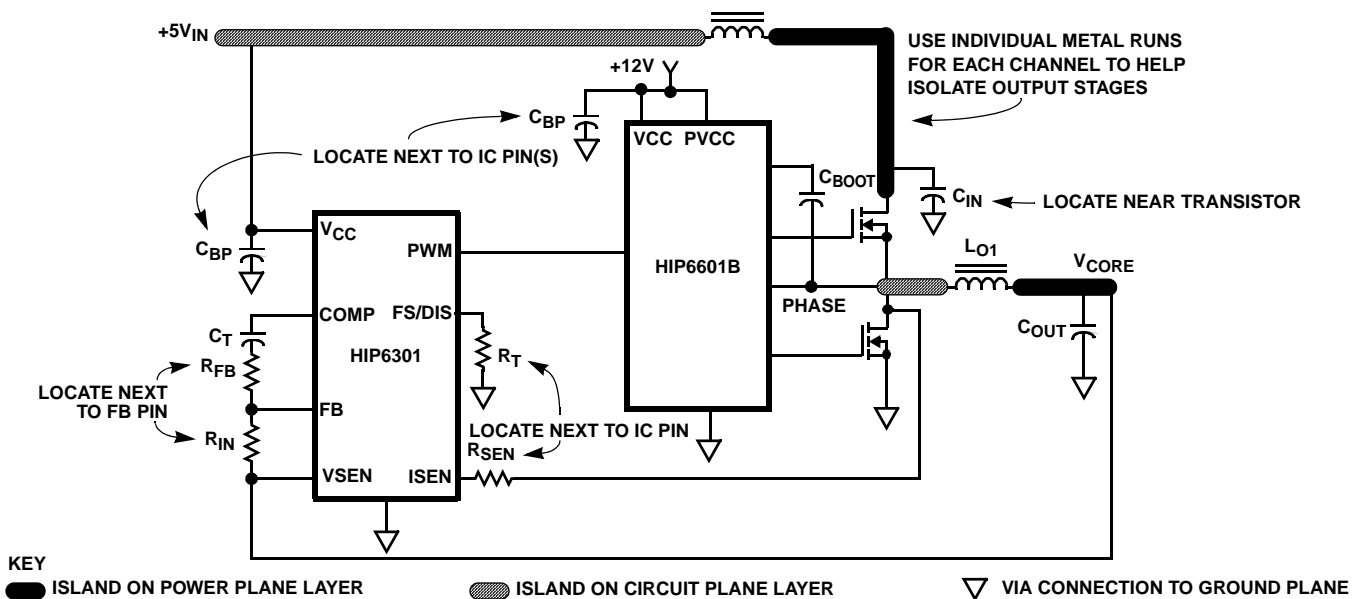 +5VIN
USE INDIVIDUAL METAL RUNS
FOR EACH CHANNEL TO HELP
ISOLATE OUTPUT STAGES
+12V
CBP
VCC PVCC
LOCATE NEXT TO IC PIN(S)
CBOOT
CIN
LOCATE NEAR TRANSISTOR
VCC
CBP
PWM
HIP6601B
LO1
VCORE
PHASE
COMP
FS/DIS
COUT
CT
HIP6301
RT
RFB
LOCATE NEXT
TO FB PIN
FB
RIN
LOCATE NEXT TO IC PIN
RSEN
VSEN
ISEN
KEY
ISLAND ON POWER PLANE LAYER
ISLAND ON CIRCUIT PLANE LAYER
VIA CONNECTION TO GROUND PLANE